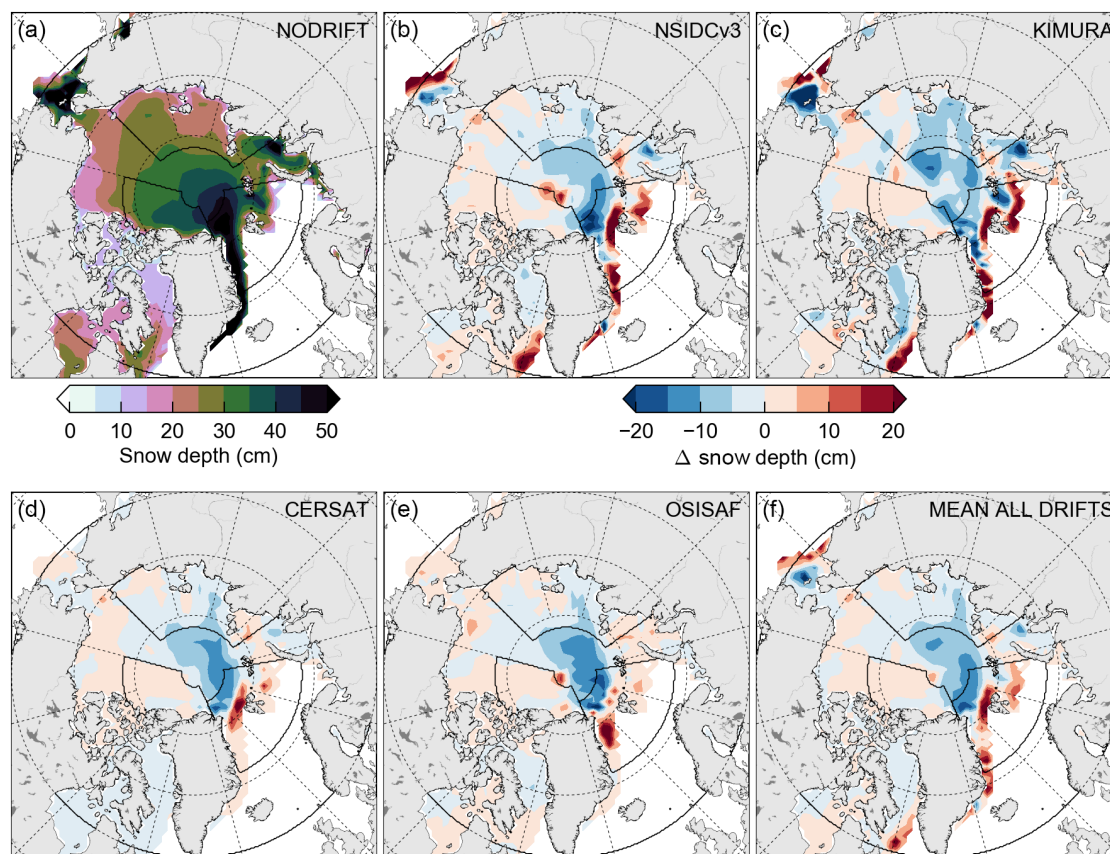 (a) NODRIFT
(b) NSIDCv3
(c) KIMURA
0 10 20 30 40 50
Snow depth (cm)
−20 −10 0 10 20
Δ snow depth (cm)
(d) CERSAT
(e) OSISAF
(f) MEAN ALL DRIFTS